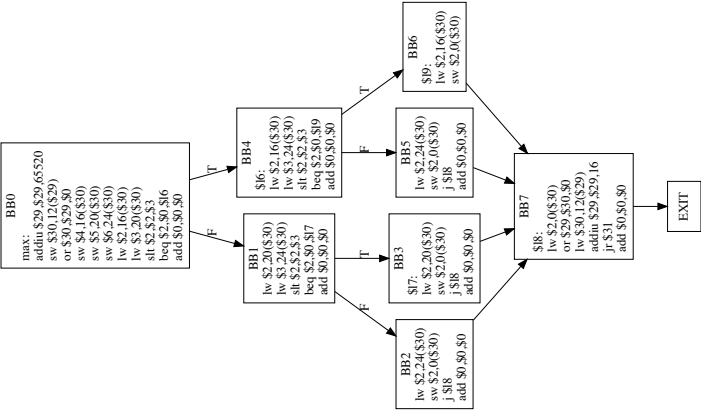 BB0
max:
addiu $29,$29,65520
sw $30,12($29)
or $30,$29,$0
sw $4,16($30)
sw $5,20($30)
sw $6,24($30)
lw $2,16($30)
lw $3,20($30)
slt $2,$2,$3
beq $2,$0,$16
add $0,$0,$0
F
T
BB1
lw $2,20($30)
lw $3,24($30)
slt $2,$2,$3
beq $2,$0,$17
add $0,$0,$0
BB4
$16:
lw $2,16($30)
lw $3,24($30)
slt $2,$2,$3
beq $2,$0,$19
add $0,$0,$0
F
T
F
T
BB2
lw $2,24($30)
sw $2,0($30)
j $18
add $0,$0,$0
BB3
$17:
lw $2,20($30)
sw $2,0($30)
j $18
add $0,$0,$0
BB5
lw $2,24($30)
sw $2,0($30)
j $18
add $0,$0,$0
BB6
$19:
lw $2,16($30)
sw $2,0($30)
BB7
$18:
lw $2,0($30)
or $29,$30,$0
lw $30,12($29)
addiu $29,$29,16
jr $31
add $0,$0,$0
EXIT